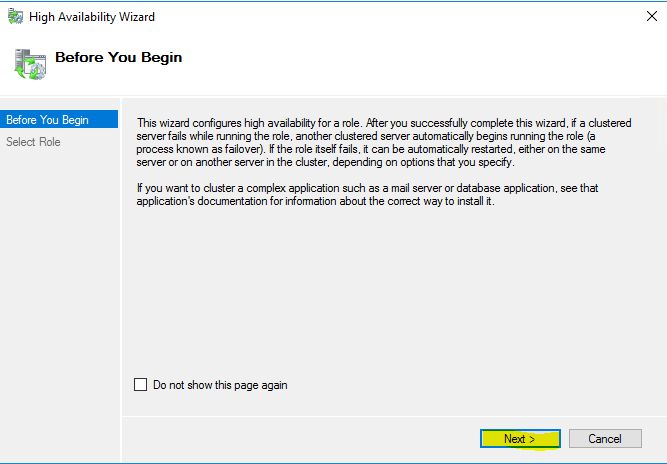 High Availability Wizard
Before You Begin
Before You Begin
Select Role
This wizard configures high availability for a role. After you successfully complete this wizard, if a clustered
server fails while running the role, another clustered server automatically begins running the role (a
process known as failover). If the role itself fails, it can be automatically restarted, either on the same
server or on another server in the cluster, depending on options that you specify.
If you want to cluster a complex application such as a mail server or database application, see that
application's documentation for information about the correct way to install it.
Do not show this page again
Next >
Cancel